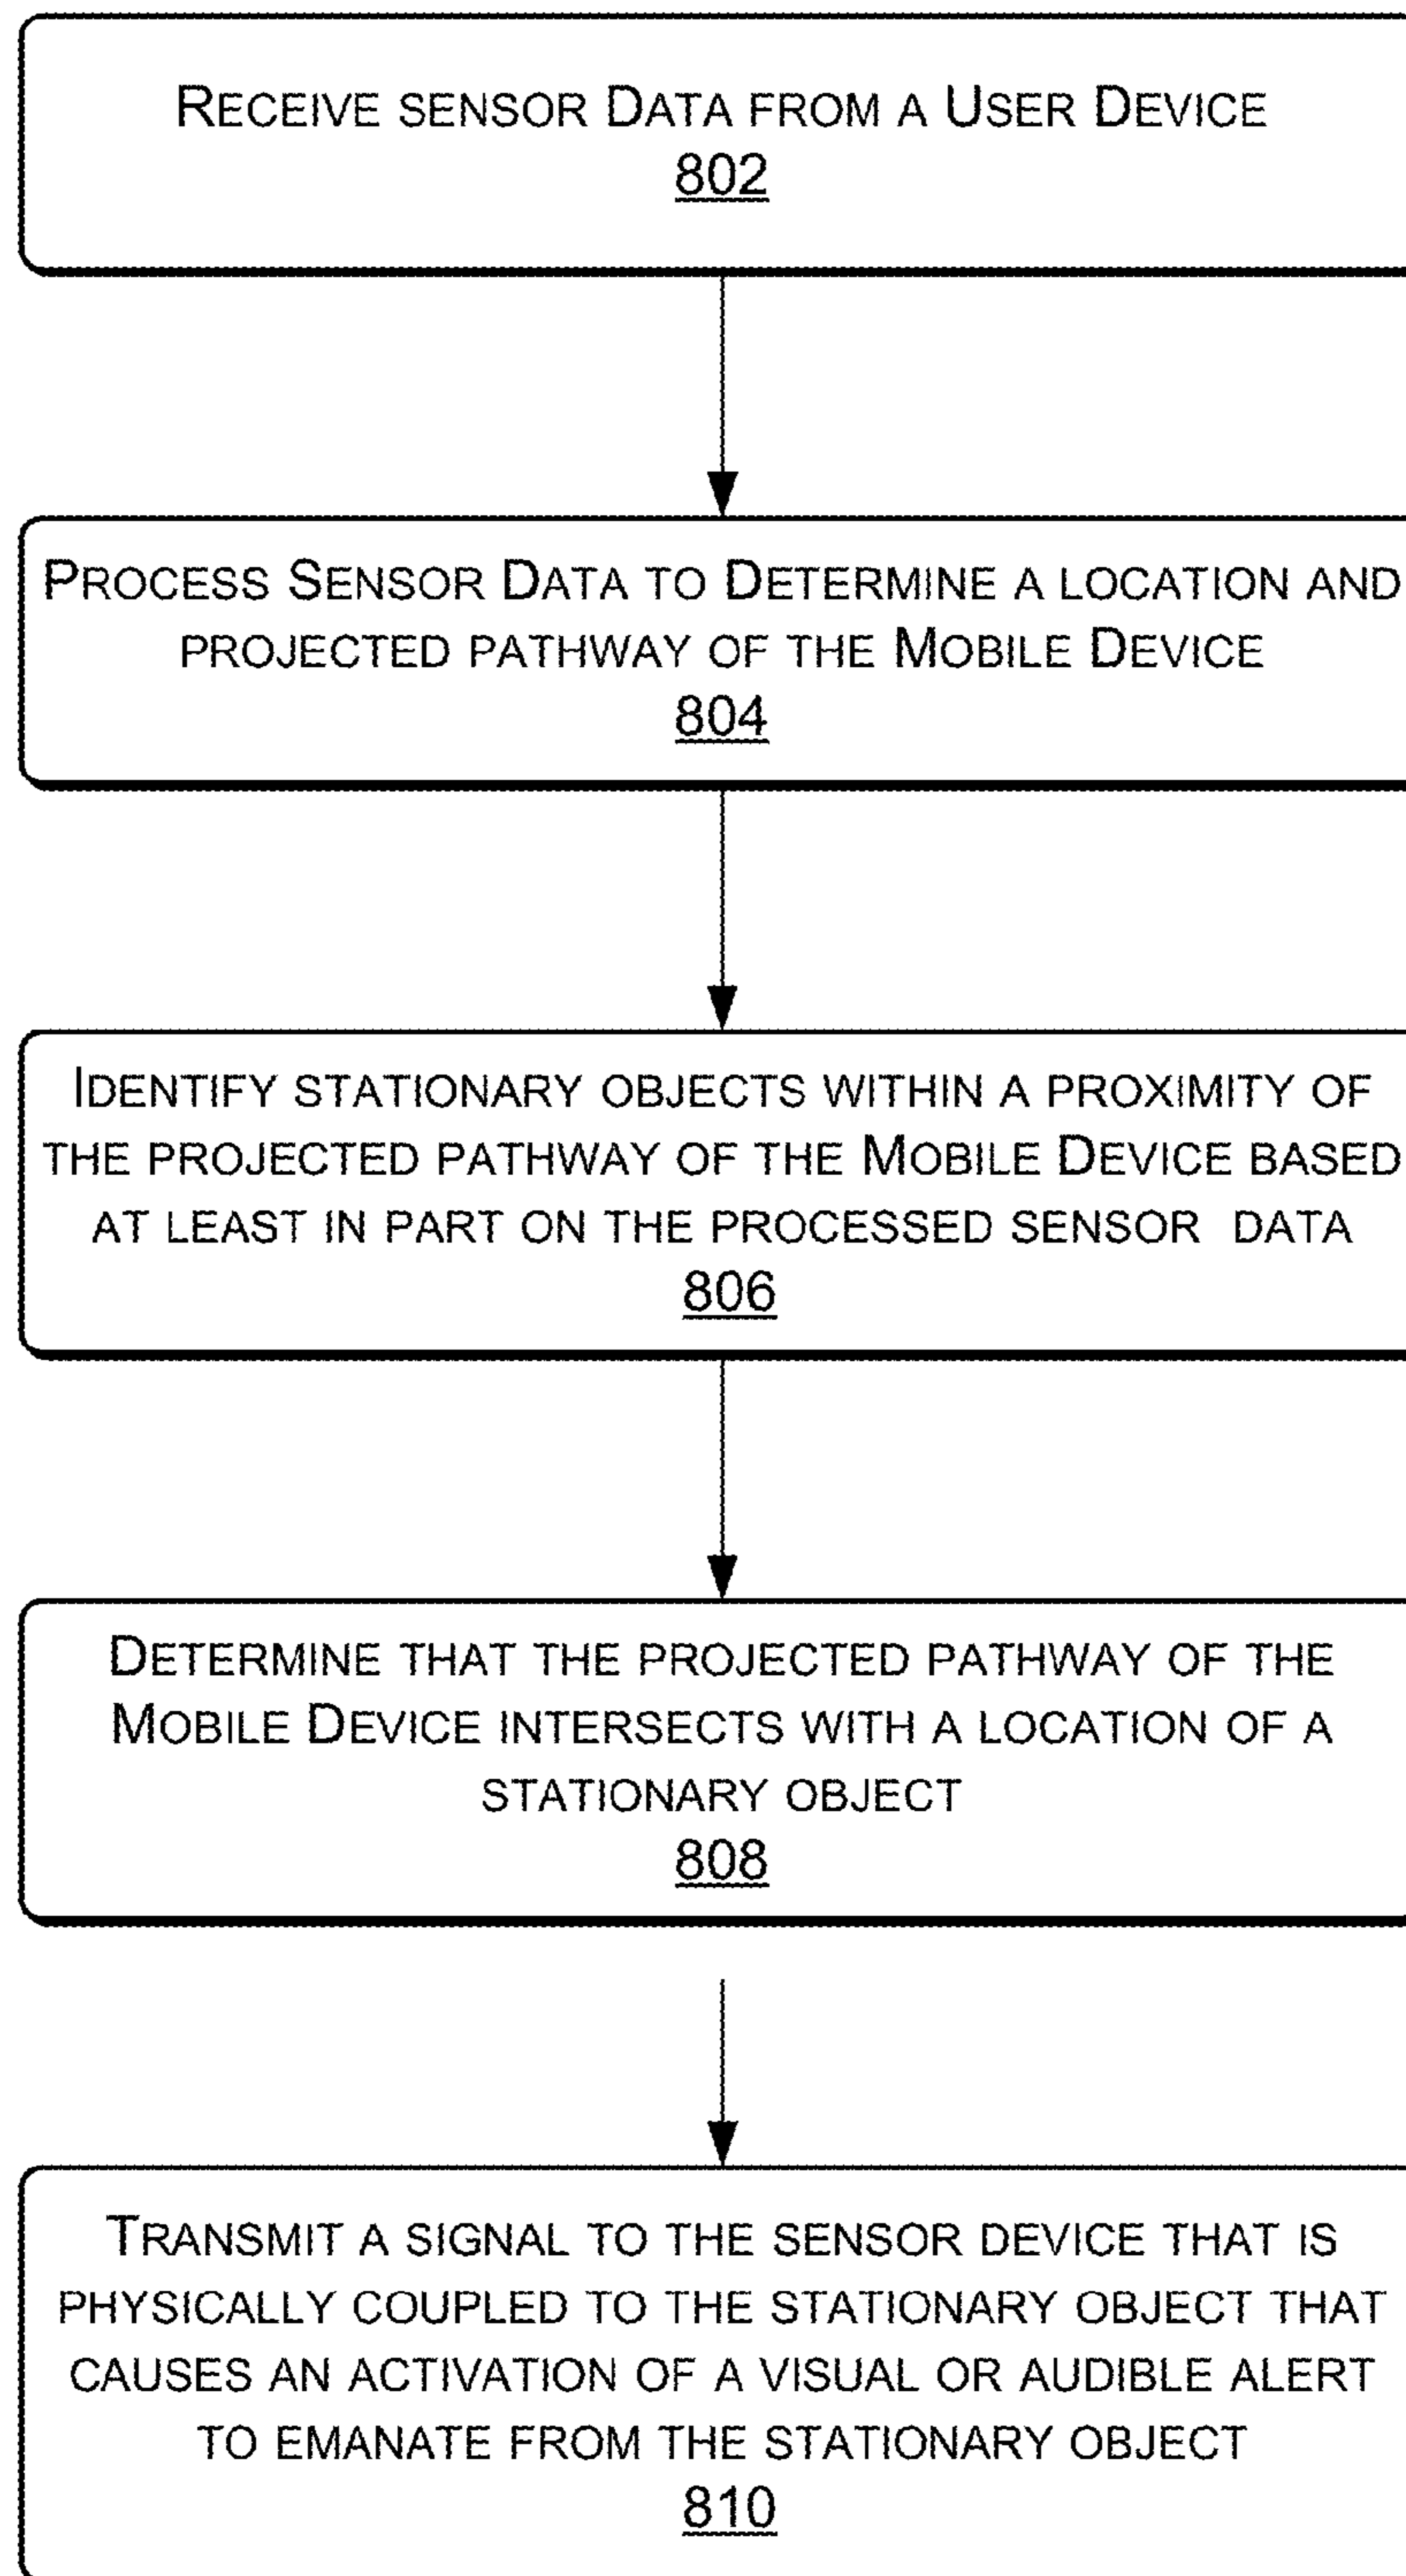 RECEIVE SENSOR DATA FROM A USER DEVICE
802
PROCESS SENSOR DATA TO DETERMINE A LOCATION AND
PROJECTED PATHWAY OF THE MOBILE DEVICE
804
IDENTIFY STATIONARY OBJECTS WITHIN A PROXIMITY OF
THE PROJECTED PATHWAY OF THE MOBILE DEVICE BASED
AT LEAST IN PART ON THE PROCESSED SENSOR DATA
806
DETERMINE THAT THE PROJECTED PATHWAY OF THE
MOBILE DEVICE INTERSECTS WITH A LOCATION OF A
STATIONARY OBJECT
808
TRANSMIT A SIGNAL TO THE SENSOR DEVICE THAT IS
PHYSICALLY COUPLED TO THE STATIONARY OBJECT THAT
CAUSES AN ACTIVATION OF A VISUAL OR AUDIBLE ALERT
TO EMANATE FROM THE STATIONARY OBJECT
810